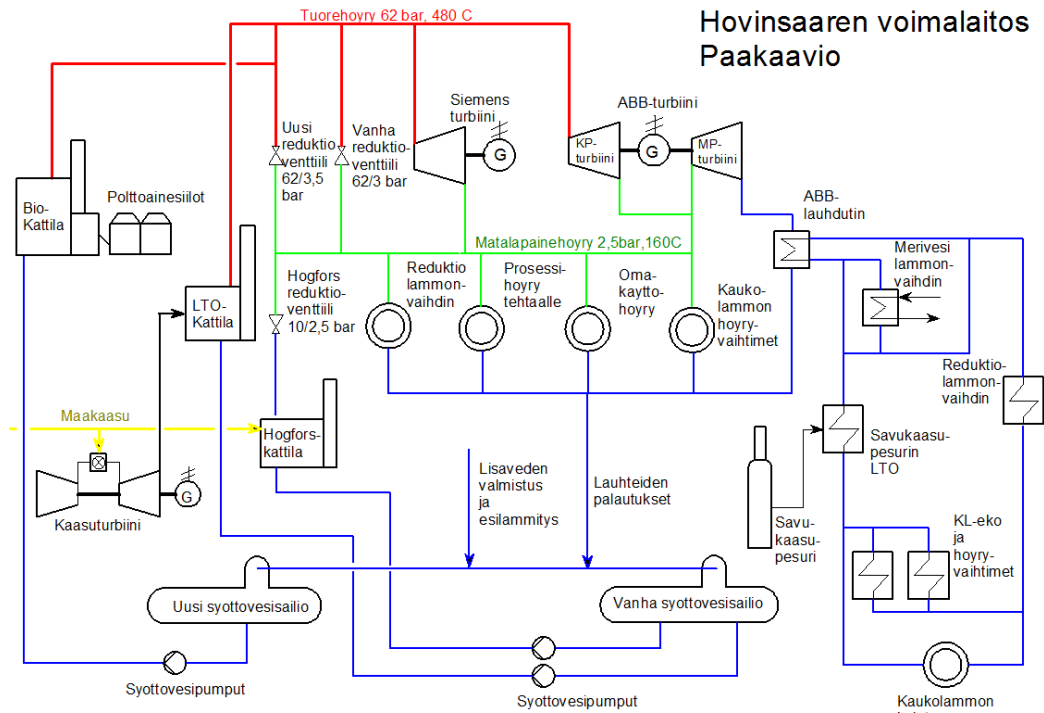 Hovinsaaren voimalaitos
Paakaavio
Tuorehoyry 62 bar, 480 C
Uusi
reduktio
venttiili
62/3,5
bar
Vanha
reduktio-
venttiili
62/3 bar
Siemens
turbiini
G
ABB-turbiini
KP-
turbiini
G
MP-
turbiini
ABB-
lauhdutin
Bio-
Kattila
Polttoainesiilot
Matalapainehoyry 2,5bar,160C
Merivesi
lammon-
vaihdin
LTO-
Kattila
Hogfors
reduktio-
venttiili
10/2,5 bar
Reduktio
lammon-
vaihdin
Prosessi-
hoyry
tehtaalle
Oma-
kaytto-
hoyry
Kauko-
lammon
hoyry-
vaihtimet
Reduktio-
lammon-
vaihdin
Maakaasu
Hogfors-
kattila
Savukaasu-
pesurin
LTO
G
Kaasuturbiini
Lisaveden
valmistus
ja
esilammitys
Lauhteiden
palautukset
Savu-
kaasu-
pesuri
KL-eko
ja
hoyry-
vaihtimet
Uusi syottovesisailio
Vanha syottovesisailio
Syottovesipumput
Syottovesipumput
Kaukolammon